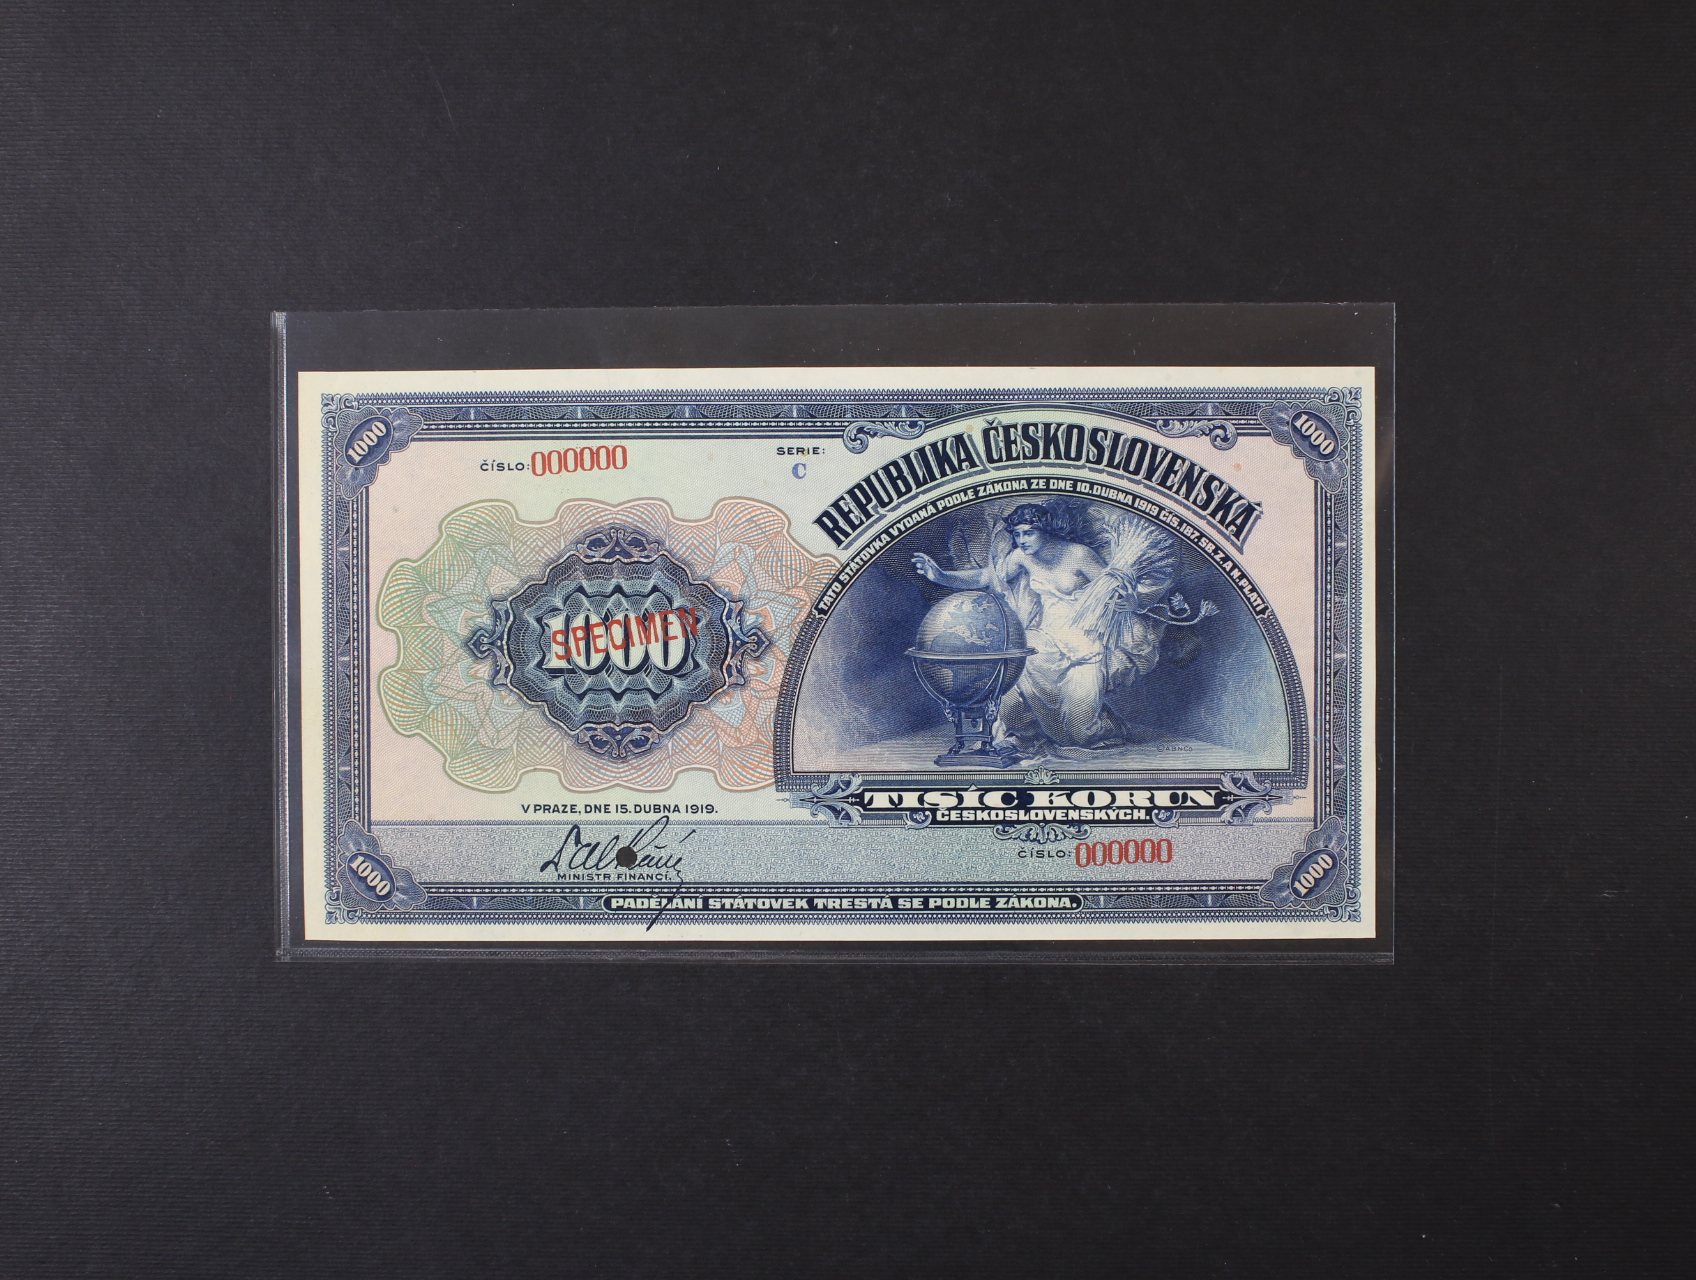 1000
1000
ČÍSLO: 000000
SERIE:
C
REPUBLIKA ČESKOSLOVENSKÁ
TATO STÁTOVKA VYDANÁ PODLE ZÁKONA ZE DNE 10. DUBNA 1919 ČÍS. 187. SB. Z. A N. PLATÍ
1000
SPECIMEN
© ABNCo
V PRAZE, DNE 15. DUBNA 1919.
TISÍC KORUN
ČESKOSLOVENSKÝCH.
ČÍSLO: 000000
MINISTR FINANCÍ.
1000
1000
PADĚLÁNÍ STÁTOVEK TRESTÁ SE PODLE ZÁKONA.